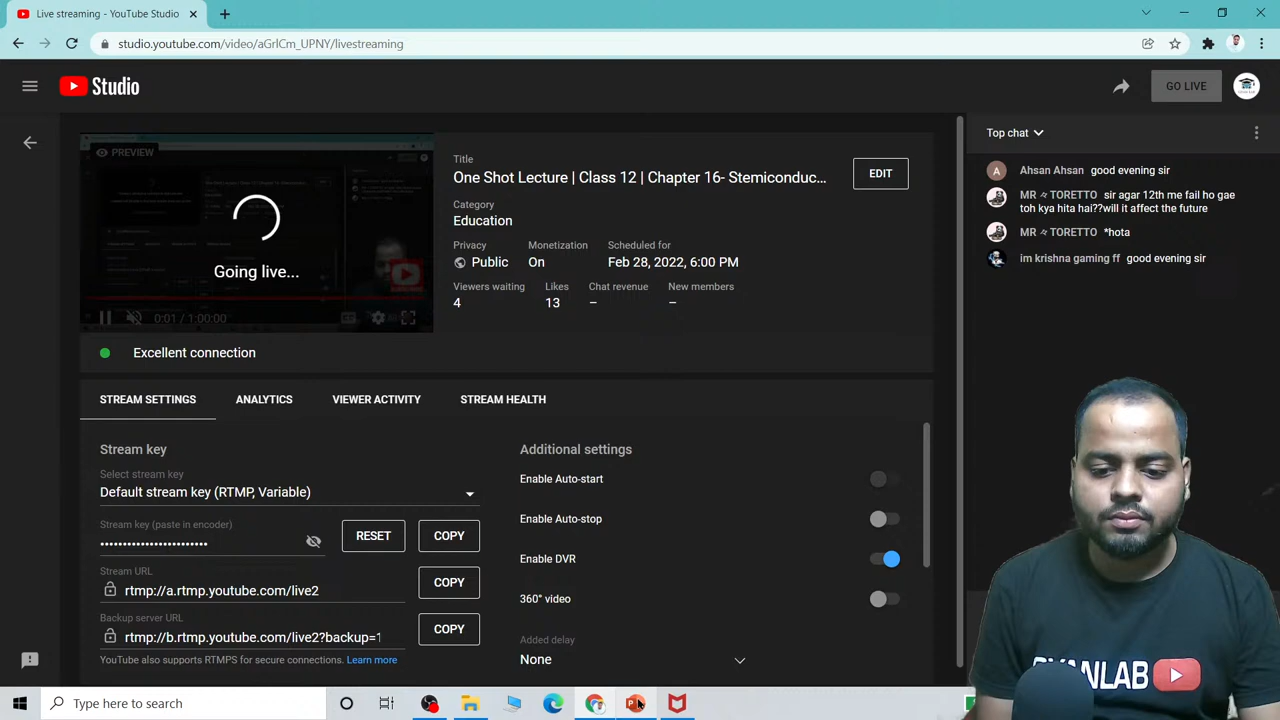 Live streaming - YouTube Studio
studio.youtube.com/video/aGrlCm_UPNY/livestreaming
Studio
GO LIVE
PREVIEW
Going live...
0:01 / 1:00:00
Title
One Shot Lecture | Class 12 | Chapter 16- Stemiconduc...
EDIT
Category
Education
Privacy Monetization Scheduled for
Public On Feb 28, 2022, 6:00 PM
Viewers waiting Likes Chat revenue New members
4 13 – –
Excellent connection
STREAM SETTINGS ANALYTICS VIEWER ACTIVITY STREAM HEALTH
Stream key
Select stream key
Default stream key (RTMP, Variable)
Stream key (paste in encoder)
••••••••••••••••••••••••
RESET COPY
Stream URL
rtmp://a.rtmp.youtube.com/live2
COPY
Backup server URL
rtmp://b.rtmp.youtube.com/live2?backup=1
COPY
YouTube also supports RTMPS for secure connections. Learn more
Additional settings
Enable Auto-start
Enable Auto-stop
Enable DVR
360° video
Added delay
None
Top chat
Ahsan Ahsan good evening sir
sir agar 12th me fail ho gae
toh kya hita hai??will it affect the future
*hota
im krishna gaming ff good evening sir
Type here to search